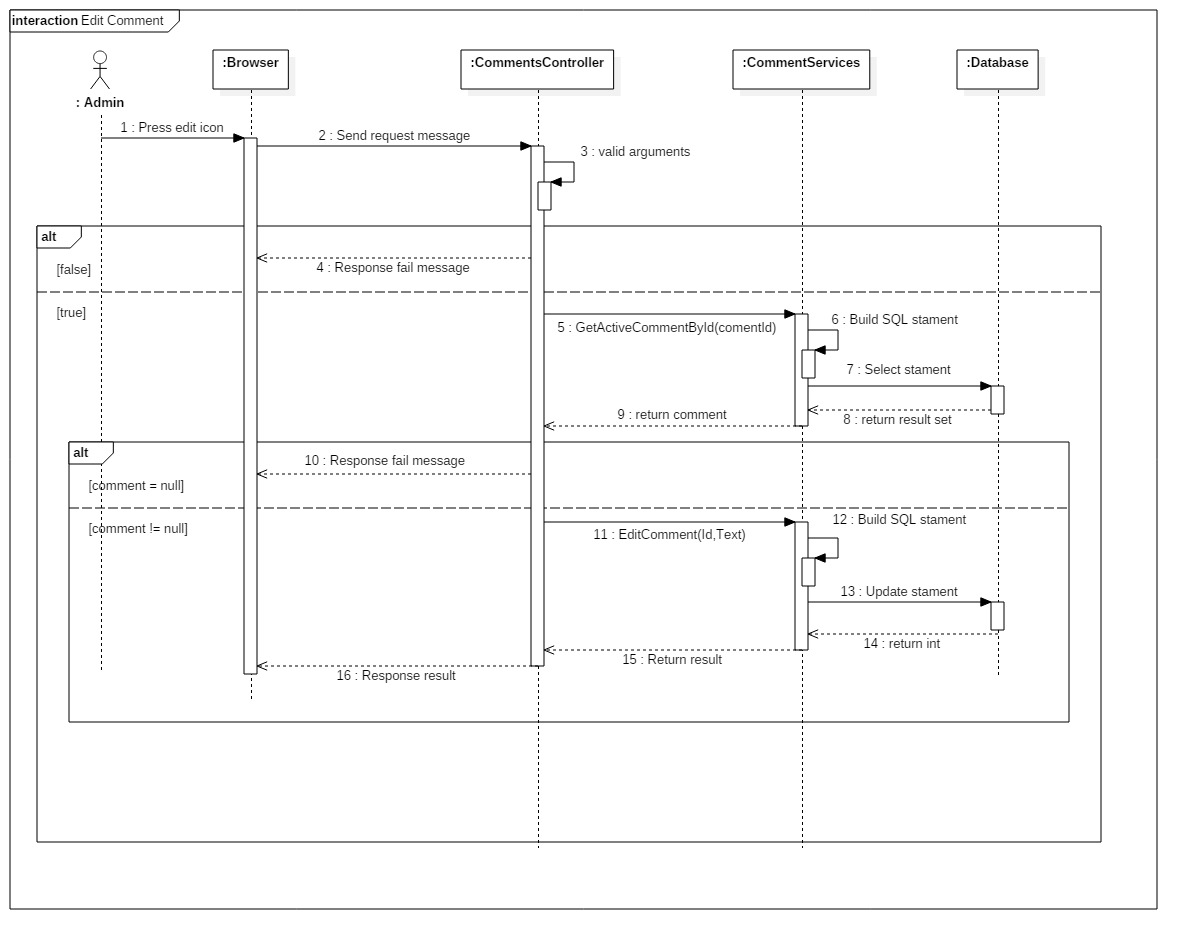 interaction Edit Comment
: Admin
:Browser
:CommentsController
:CommentServices
:Database
1 : Press edit icon
2 : Send request message
3 : valid arguments
alt
[false]
4 : Response fail message
[true]
5 : GetActiveCommentById(comentId)
6 : Build SQL stament
7 : Select stament
8 : return result set
9 : return comment
alt
10 : Response fail message
[comment = null]
[comment != null]
11 : EditComment(Id,Text)
12 : Build SQL stament
13 : Update stament
14 : return int
15 : Return result
16 : Response result